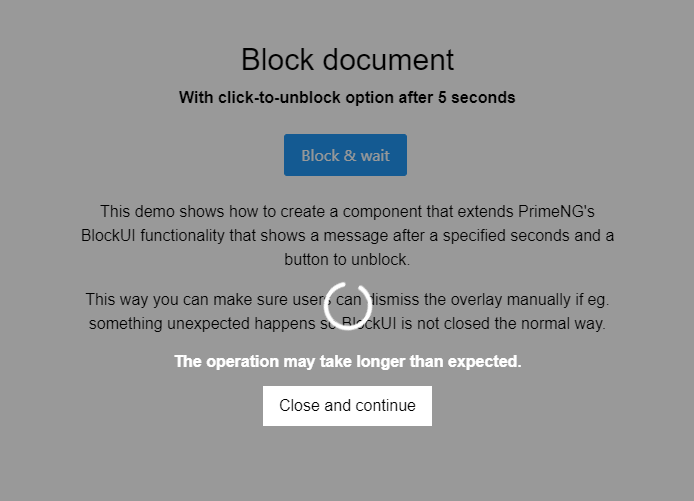 Block document
With click-to-unblock option after 5 seconds
Block & wait
This demo shows how to create a component that extends PrimeNG's
BlockUI functionality that shows a message after a specified seconds and a
button to unblock.
This way you can make sure users can dismiss the overlay manually if eg.
something unexpected happens so BlockUI is not closed the normal way.
The operation may take longer than expected.
Close and continue